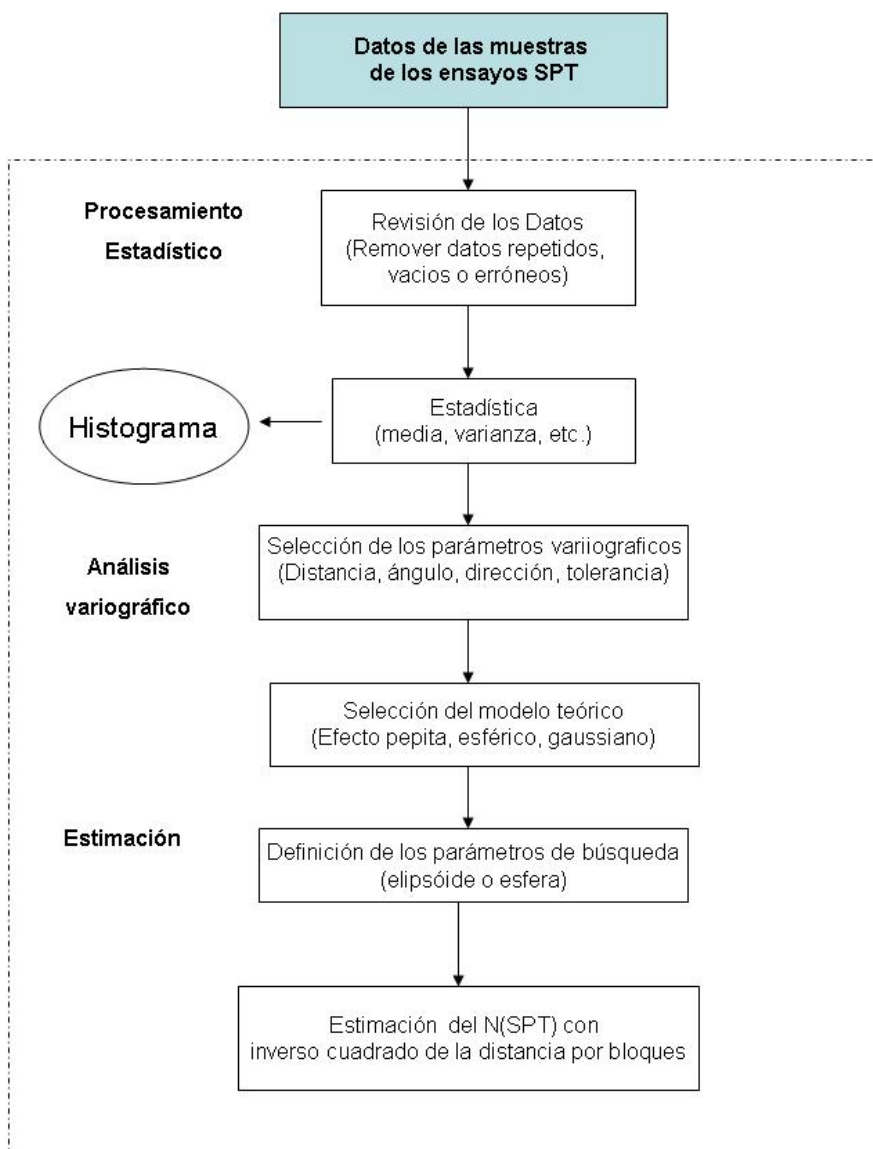 Datos de las muestras
de los ensayos SPT
Procesamiento
Estadístico
Revisión de los Datos
(Remover datos repetidos,
vacios o erróneos)
Histograma
Estadística
(media, varianza, etc.)
Análisis
variográfico
Selección de los parámetros variiograficos
(Distancia, ángulo, dirección, tolerancia)
Selección del modelo teórico
(Efecto pepita, esférico, gaussiano)
Estimación
Definición de los parámetros de búsqueda
(elipsóide o esfera)
Estimación del N(SPT) con
inverso cuadrado de la distancia por bloques